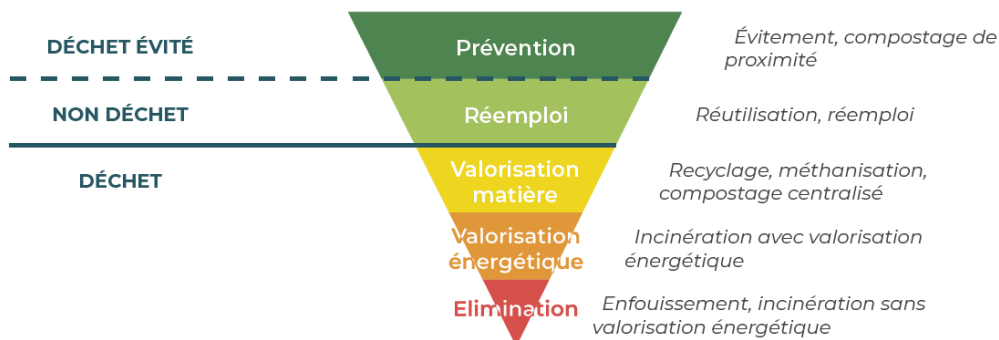 DÉCHET ÉVITÉ
Prévention
Évitement, compostage de
proximité
NON DÉCHET
Réemploi
Réutilisation, réemploi
DÉCHET
Valorisation
matière
Recyclage, méthanisation,
compostage centralisé
Valorisation
énergétique
Incinération avec valorisation
énergétique
Elimination
Enfouissement, incinération sans
valorisation énergétique